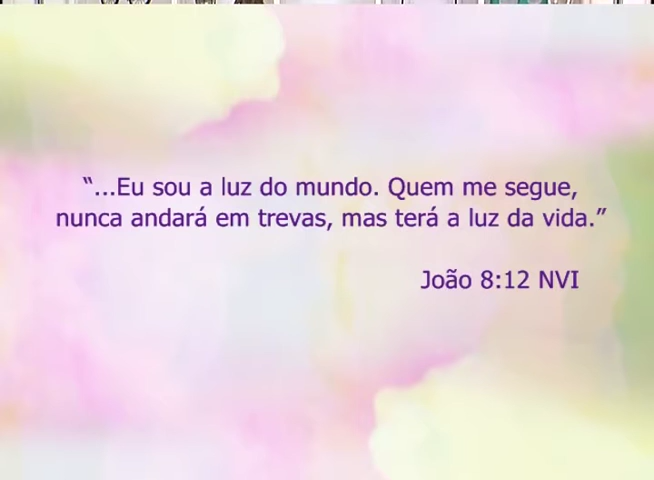 “...Eu sou a luz do mundo. Quem me segue,
nunca andará em trevas, mas terá a luz da vida.”
João 8:12 NVI